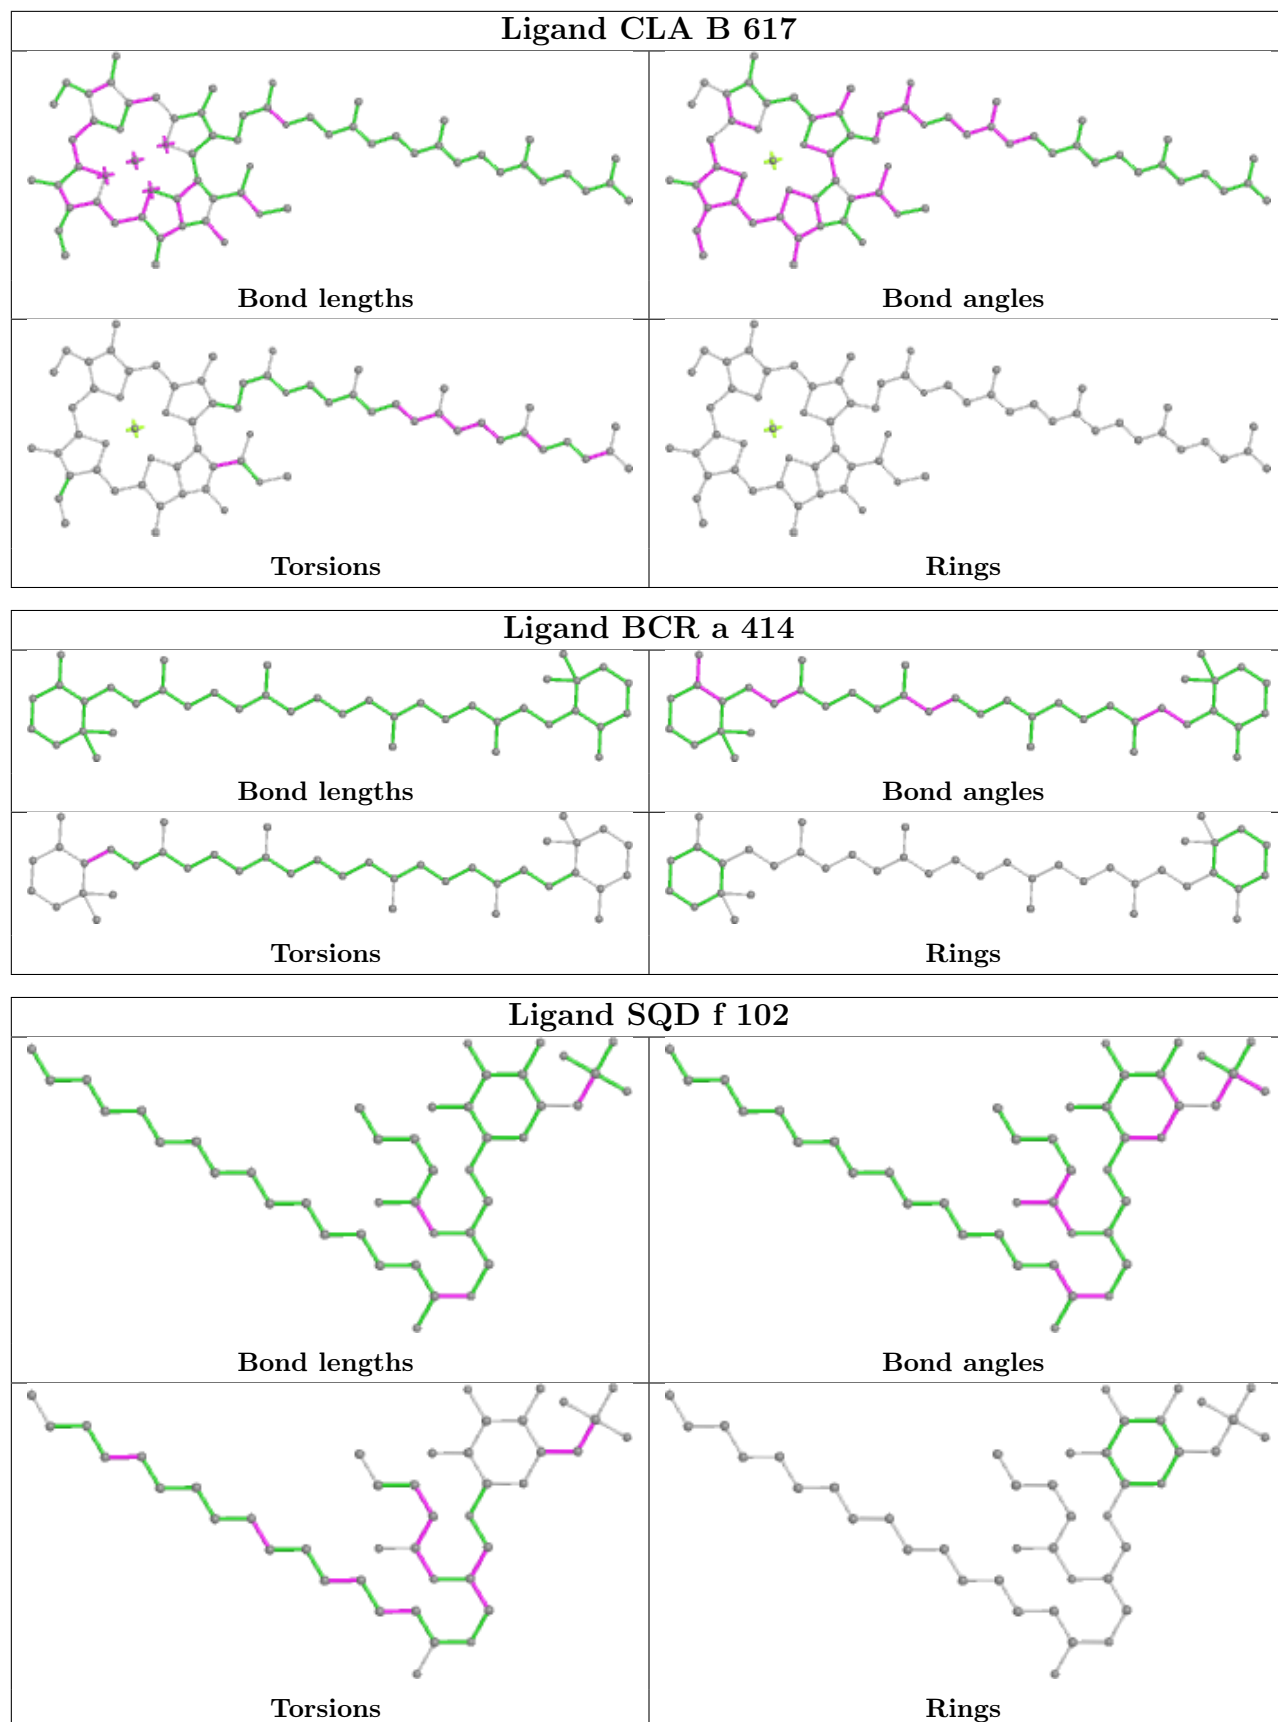 Ligand CLA B 617
Bond lengths
Bond angles
Torsions
Rings
Ligand BCR a 414
Bond lengths
Bond angles
Torsions
Rings
Ligand SQD f 102
Bond lengths
Bond angles
Torsions
Rings